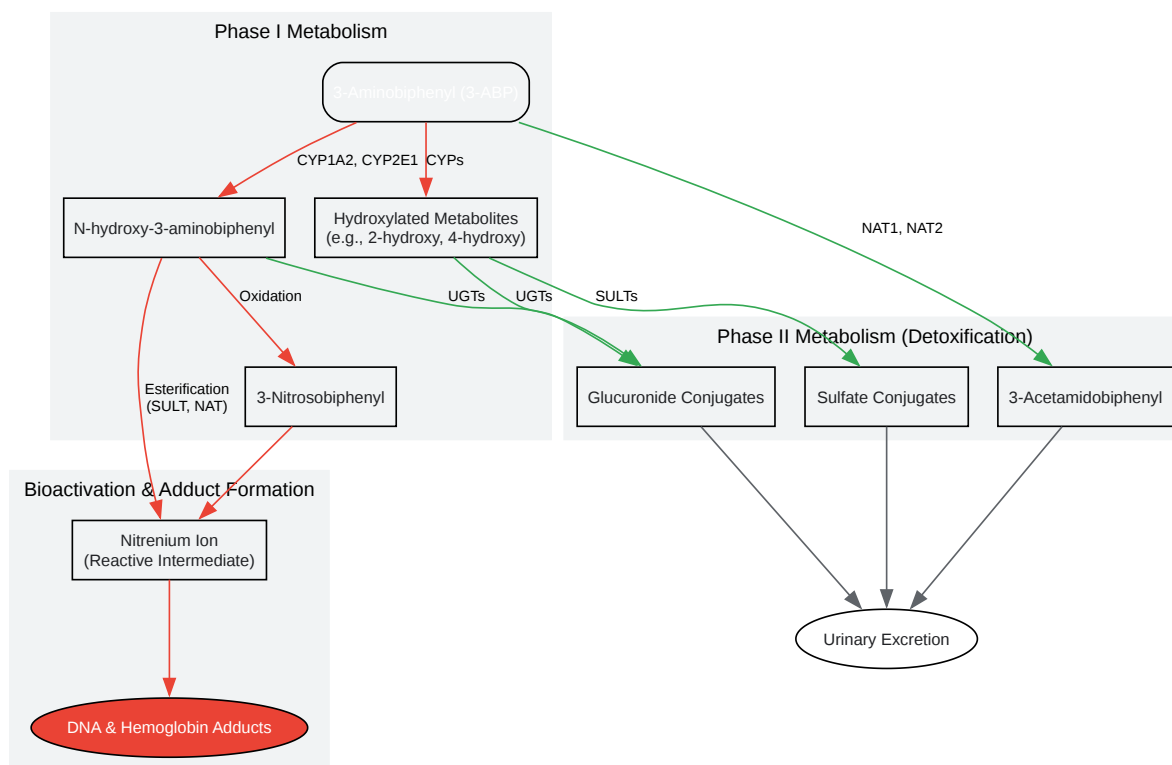 Phase I Metabolism
3-Aminobiphenyl (3-ABP)
CYP1A2, CYP2E1
CYPs
N-hydroxy-3-aminobiphenyl
Hydroxylated Metabolites
(e.g., 2-hydroxy, 4-hydroxy)
NAT1, NAT2
Oxidation
UGTs
UGTs
SULTs
Phase II Metabolism (Detoxification)
Esterification
(SULT, NAT)
3-Nitrosobiphenyl
Glucuronide Conjugates
Sulfate Conjugates
3-Acetamidobiphenyl
Bioactivation & Adduct Formation
Nitrenium Ion
(Reactive Intermediate)
Urinary Excretion
DNA & Hemoglobin Adducts